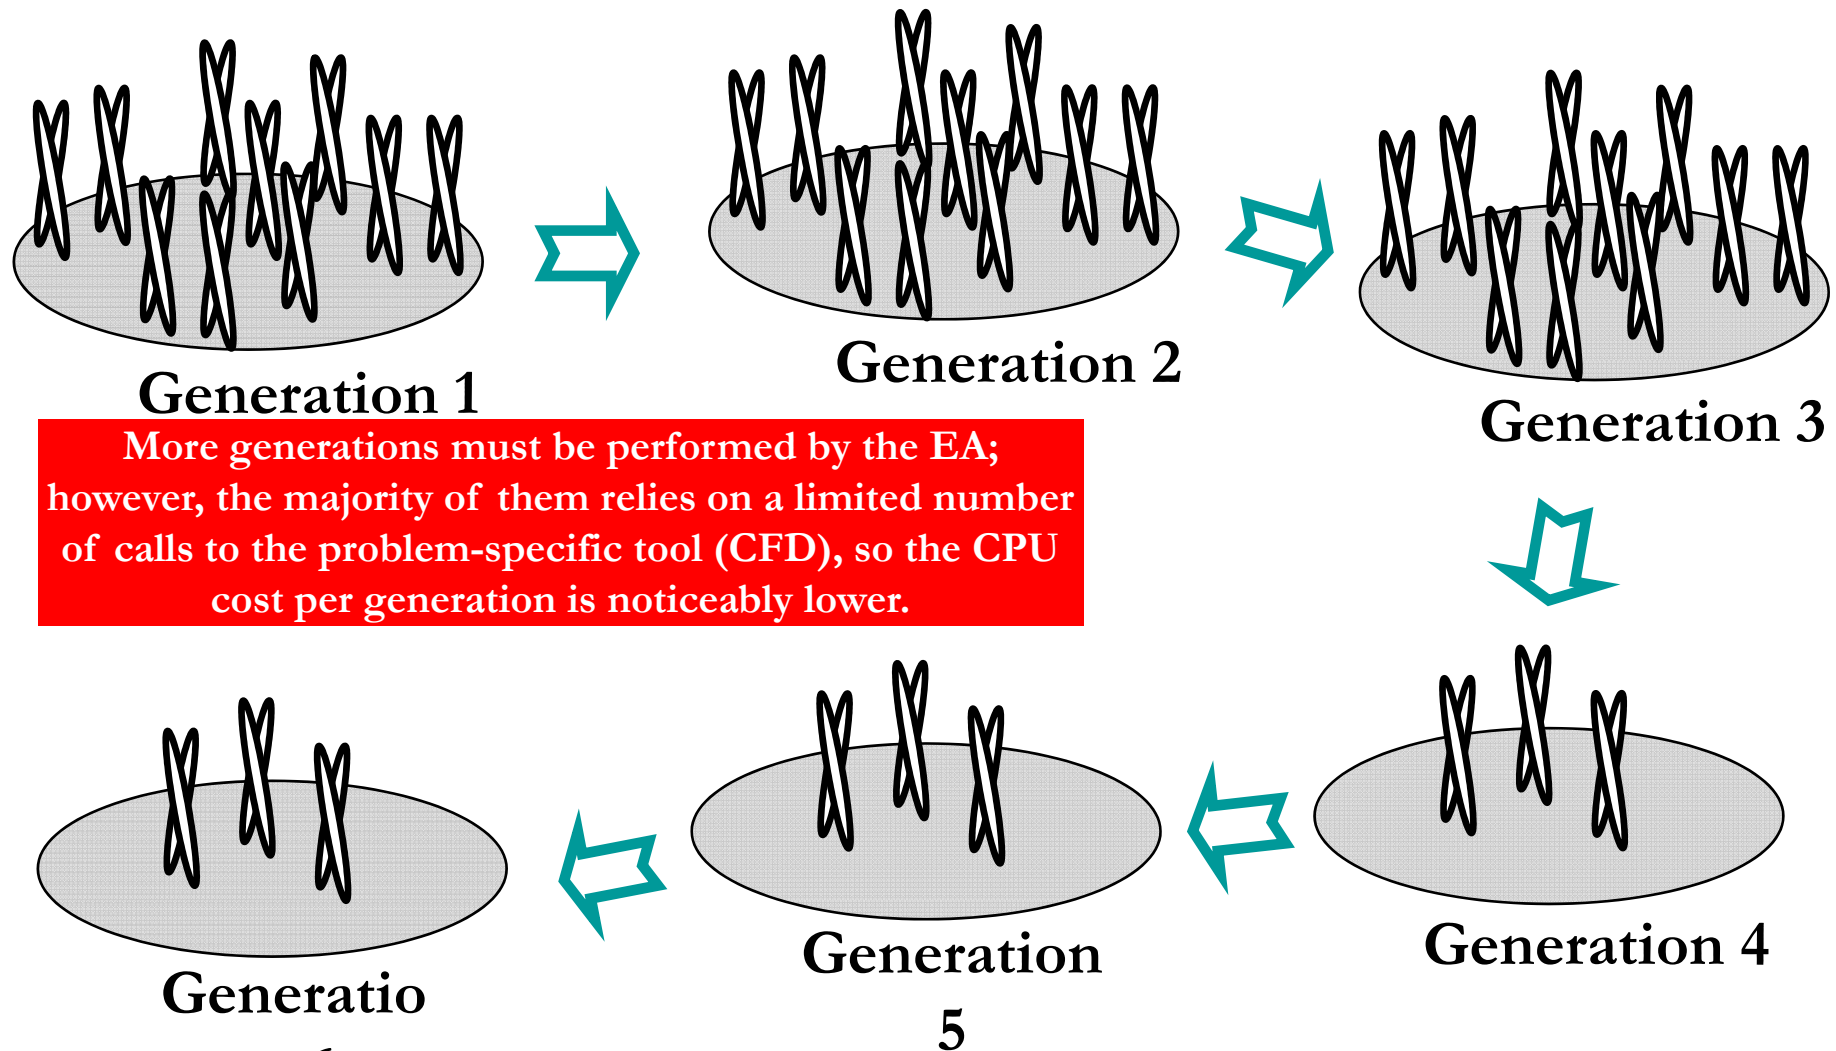 Generation 1
Generation 2
Generation 3
More generations must be performed by the EA;
however, the majority of them relies on a limited number
of calls to the problem-specific tool (CFD), so the CPU
cost per generation is noticeably lower.
Generation 4
Generation
5
Generatio